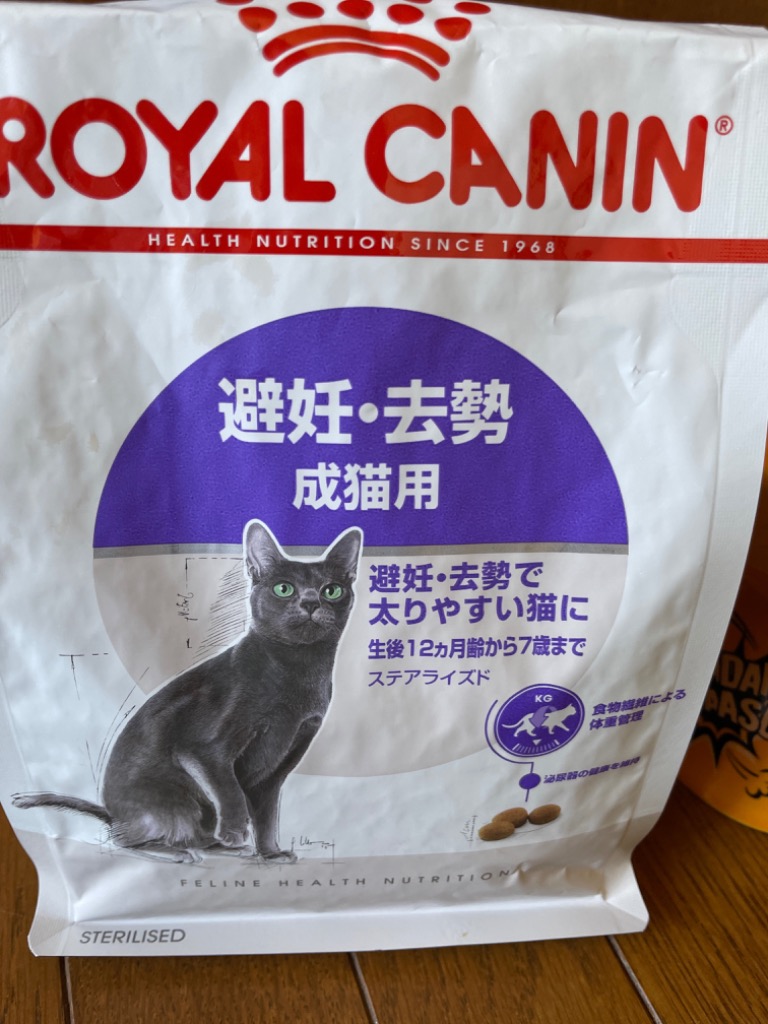 ROYAL CANIN®
HEALTH NUTRITION SINCE 1968
避妊・去勢
成猫用
避妊・去勢で
太りやすい猫に
生後12ヵ月齢から7歳まで
ステアライズド
KG
食物繊維による
体重管理
泌尿器の健康を維持
FELINE HEALTH NUTRITION
STERILISED